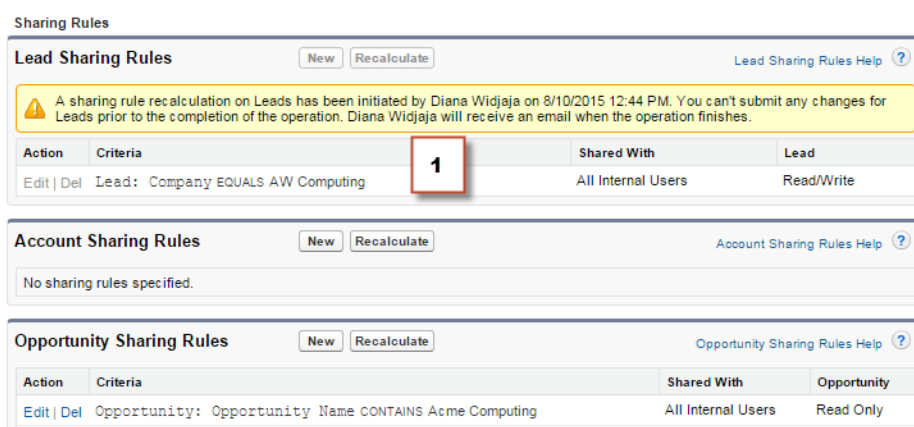 Sharing Rules
Lead Sharing Rules New Recalculate Lead Sharing Rules Help ?
A sharing rule recalculation on Leads has been initiated by Diana Widjaja on 8/10/2015 12:44 PM. You can't submit any changes for
Leads prior to the completion of the operation. Diana Widjaja will receive an email when the operation finishes.
Action Criteria Shared With Lead
1
Edit | Del Lead: Company EQUALS AW Computing All Internal Users Read/Write
Account Sharing Rules New Recalculate Account Sharing Rules Help ?
No sharing rules specified.
Opportunity Sharing Rules New Recalculate Opportunity Sharing Rules Help ?
Action Criteria Shared With Opportunity
Edit | Del Opportunity: Opportunity Name CONTAINS Acme Computing All Internal Users Read Only